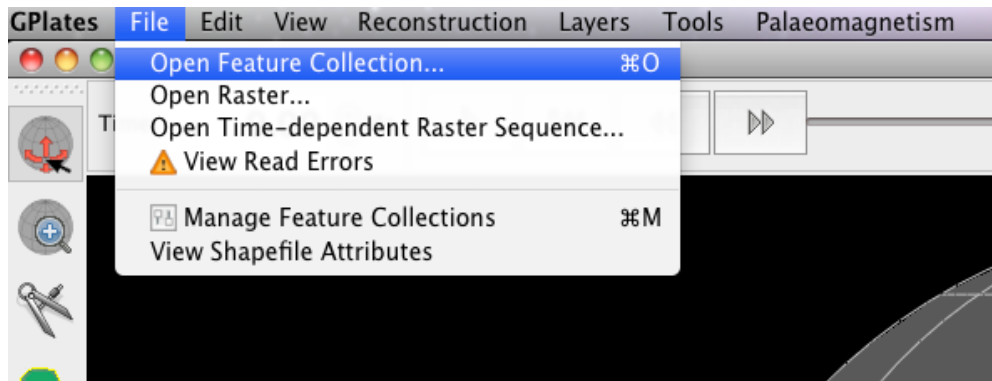 GPlates File Edit View Reconstruction Layers Tools Palaeomagnetism
Open Feature Collection... ⌘O
Open Raster...
Open Time-dependent Raster Sequence...
View Read Errors
Manage Feature Collections ⌘M
View Shapefile Attributes